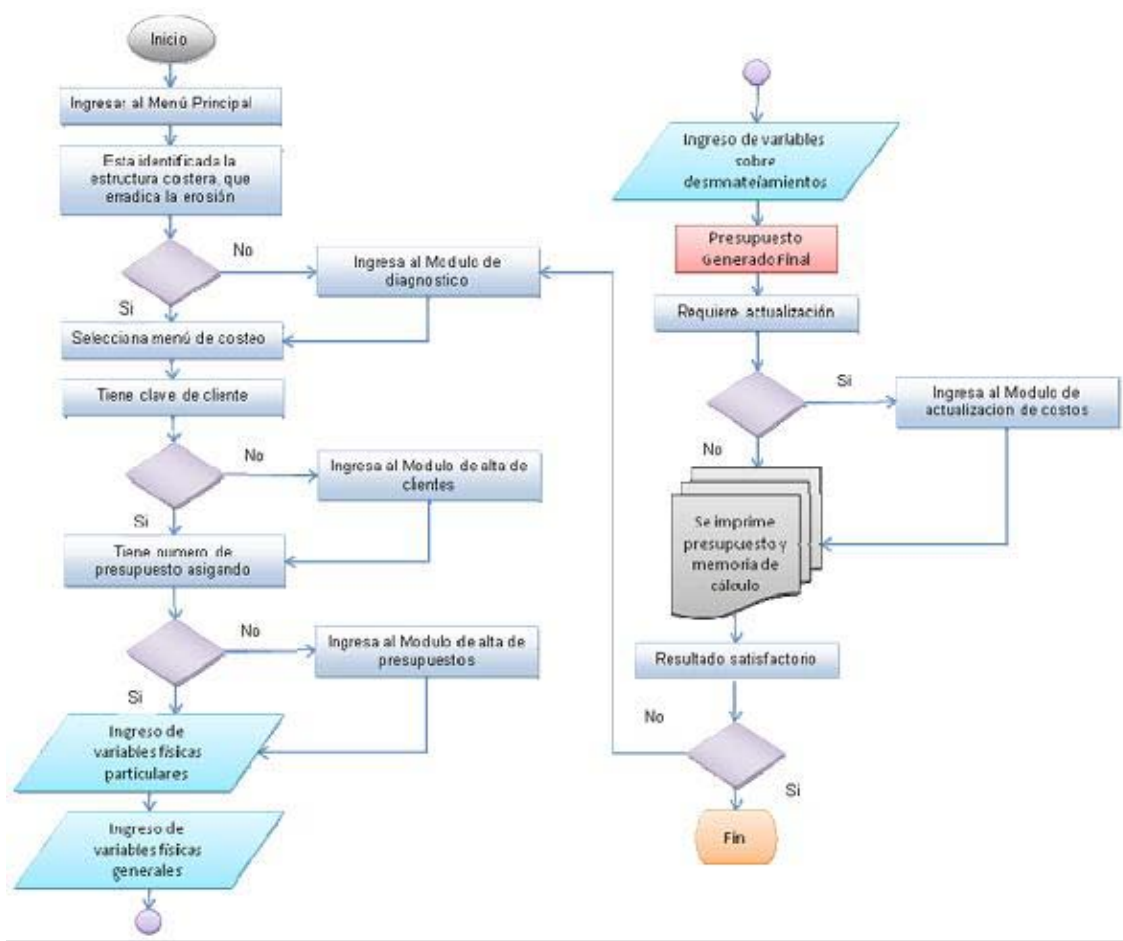 Inicio
Ingresar al Menú Principal
Esta identificada la
estructura costera, que
erradica la erosión
No
Ingresa al Modulo de
diagnostico
Si
Selecciana menú de costeo
Tiene clave de cliente
No
Ingresa al Modulo de alta de
clientes
Si
Tiene numero de
presupuesto asigando
No
Ingresa al Modulo de alta de
presupuestos
Si
Ingreso de
variables físicas
particulares
Ingreso de
variables físicas
generales
Ingreso de variables
sobre
desmnatelamientos
Presupuesto
Generado Final
Requiere actualización
Si
Ingresa al Modulo de
actualizacion de costos
No
Se imprime
presupuesto y
memoria de
cálculo
Resultado satisfactorio
No
Si
Fin